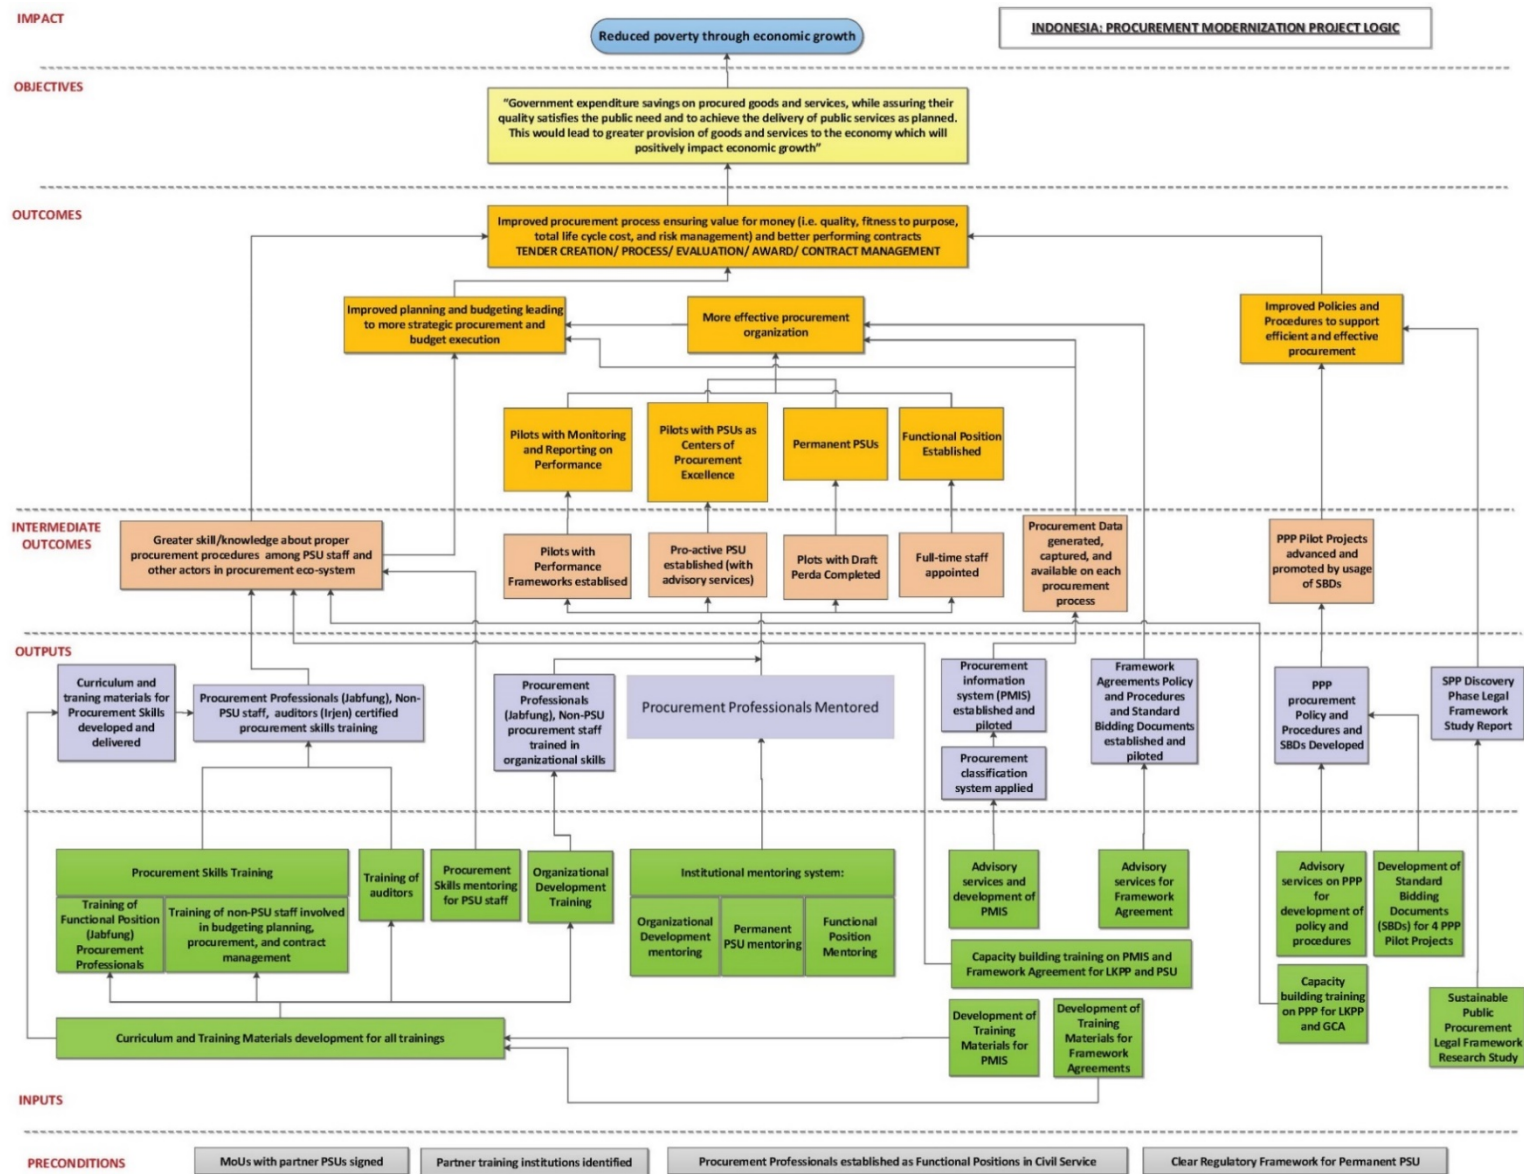 IMPACT
Reduced poverty through economic growth
INDONESIA: PROCUREMENT MODERNIZATION PROJECT LOGIC
OBJECTIVES
"Government expenditure savings on procured goods and services, while assuring their
quality satisfies the public need and to achieve the delivery of public services as planned.
This would lead to greater provision of goods and services to the economy which will
positively impact economic growth"
OUTCOMES
Improved procurement process ensuring value for money (i.e. quality, fitness to purpose,
total life cycle cost, and risk management) and better performing contracts
TENDER CREATION/ PROCESS/ EVALUATION/ AWARD/ CONTRACT MANAGEMENT
Improved planning and budgeting leading
to more strategic procurement and
budget execution
More effective procurement
organization
Improved Policies and
Procedures to support
efficient and effective
procurement
Pilots with Monitoring
and Reporting on
Performance
Pilots with PSUs as
Centers of
Procurement
Excellence
Permanent PSUs
Functional Position
Established
INTERMEDIATE
OUTCOMES
Greater skill/knowledge about proper
procurement procedures among PSU staff and
other actors in procurement eco-system
Pilots with
Performance
Frameworks establised
Pro-active PSU
established (with
advisory services)
Plots with Draft
Perda Completed
Full-time staff
appointed
Procurement Data
generated,
captured, and
available on each
procurement
process
PPP Pilot Projects
advanced and
promoted by usage
of SBDs
OUTPUTS
Curriculum and
traning materials for
Procurement Skills
developed and
delivered
Procurement Professionals (Jabfung), Non-
PSU staff, auditors (Irjen) certified
procurement skills training
Procurement
Professionals
(Jabfung), Non-PSU
procurement staff
trained in
organizational skills
Procurement Professionals Mentored
Procurement
information
system (PMIS)
established and
piloted
Procurement
classification
system applied
Framework
Agreements Policy
and Procedures
and Standard
Bidding Documents
established and
piloted
PPP
procurement
Policy and
Procedures and
SBDs Developed
SPP Discovery
Phase Legal
Framework
Study Report
Procurement Skills Training
Training of
Functional Position
(Jabfung)
Procurement
Professionals
Training of non-PSU staff involved
in budgeting planning,
procurement, and contract
management
Training of
auditors
Procurement
Skills mentoring
for PSU staff
Organizational
Development
Training
Institutional mentoring system:
Organizational
Development
mentoring
Permanent
PSU mentoring
Functional
Position
Mentoring
Advisory
services and
development of
PMIS
Advisory
services for
Framework
Agreement
Advisory
services on PPP
for
development of
policy and
procedures
Development of
Standard
Bidding
Documents
(SBDs) for 4 PPP
Pilot Projects
Capacity building training on PMIS and
Framework Agreement for LKPP and PSU
Capacity
building training
on PPP for LKPP
and GCA
Sustainable
Public
Procurement
Legal Framework
Research Study
Curriculum and Training Materials development for all trainings
Development of
Training
Materials for
PMIS
Development of
Training
Materials for
Framework
Agreements
INPUTS
PRECONDITIONS
MoUs with partner PSUs signed
Partner training institutions identified
Procurement Professionals established as Functional Positions in Civil Service
Clear Regulatory Framework for Permanent PSU